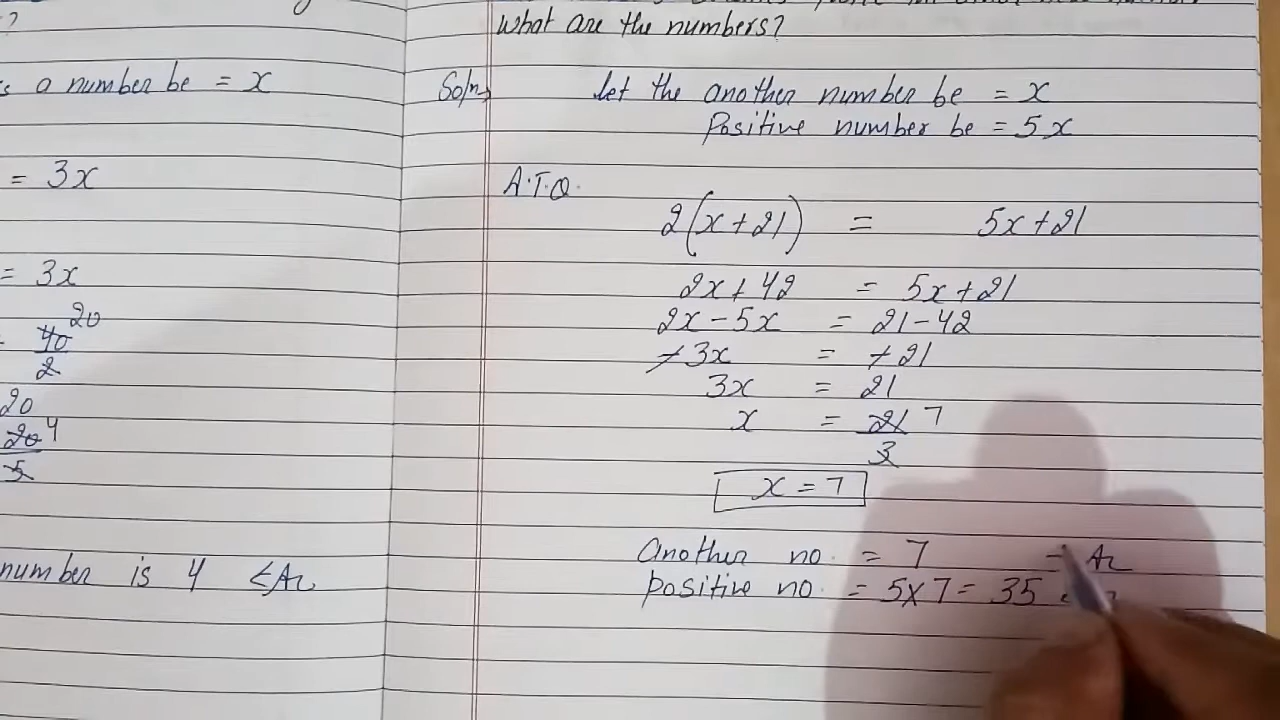 ?
a number be = x
= 3x
= 3x
40 20
2
20
20 4
5
number is 4 ≤Ans
What are the numbers?
Soln let the another number be = x
Positive number be = 5x
A.T.Q.
2(x+21) = 5x+21
2x+42 = 5x+21
2x-5x = 21-42
-3x = -21
3x = 21
x = 21 7
3
x = 7
Another no. = 7 - Ans
positive no. = 5x7= 35